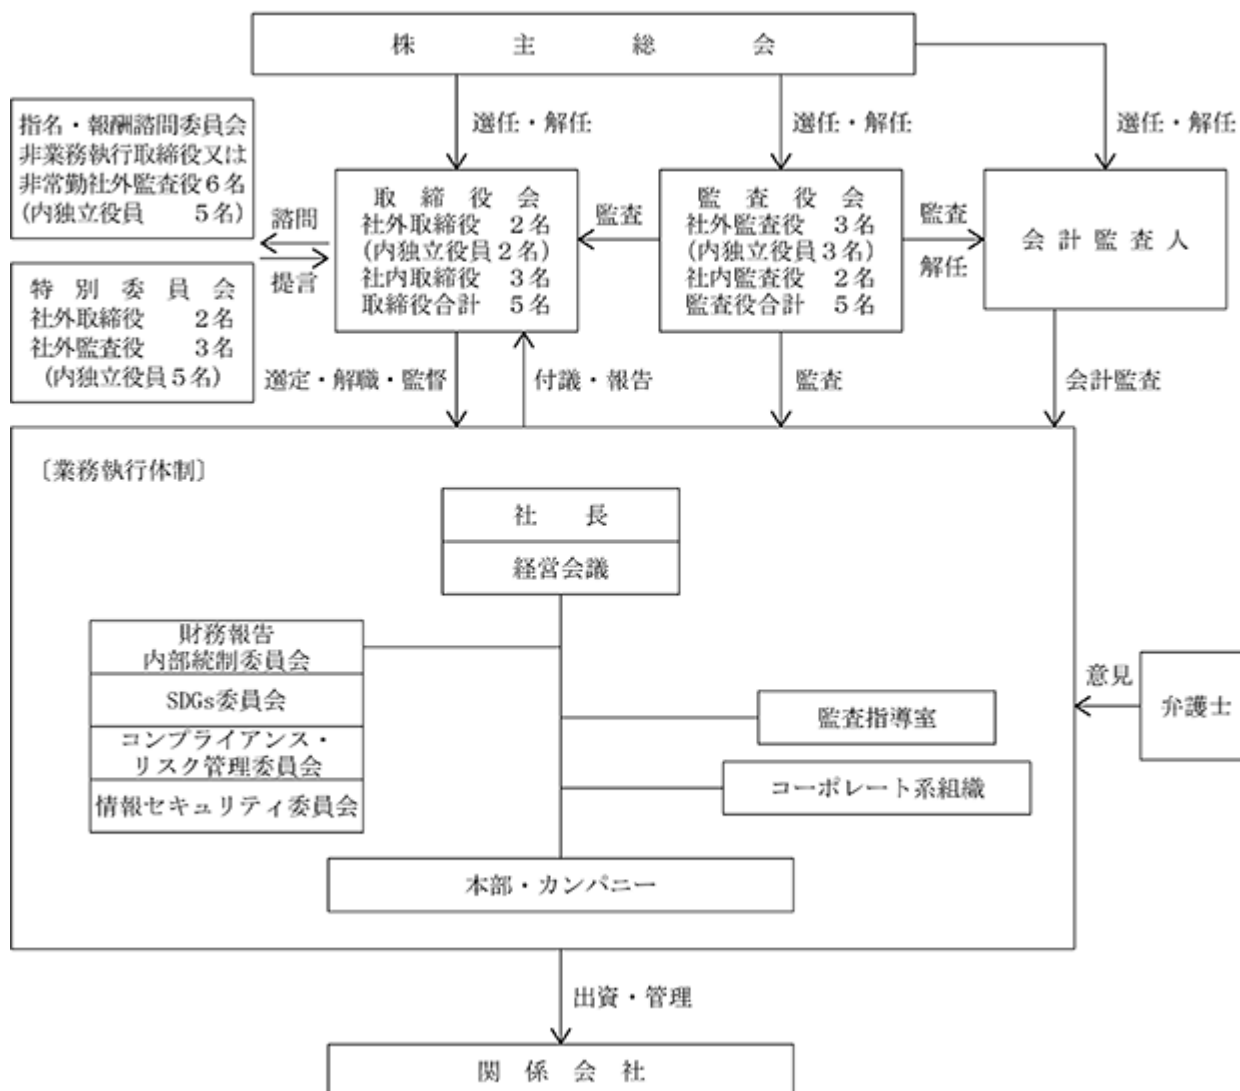 株主総会
選任・解任
選任・解任
選任・解任
指名・報酬諮問委員会
非業務執行取締役又は
非常勤社外監査役6名
(内独立役員 5名)
諮問
提言
特別委員会
社外取締役 2名
社外監査役 3名
(内独立役員5名)
取締役会
社外取締役 2名
(内独立役員2名)
社内取締役 3名
取締役合計 5名
監査
監査役会
社外監査役 3名
(内独立役員3名)
社内監査役 2名
監査役合計 5名
監査
解任
会計監査人
選定・解職・監督
付議・報告
監査
会計監査
〔業務執行体制〕
社長
経営会議
財務報告
内部統制委員会
SDGs委員会
コンプライアンス・
リスク管理委員会
情報セキュリティ委員会
監査指導室
コーポレート系組織
本部・カンパニー
意見
弁護士
出資・管理
関係会社